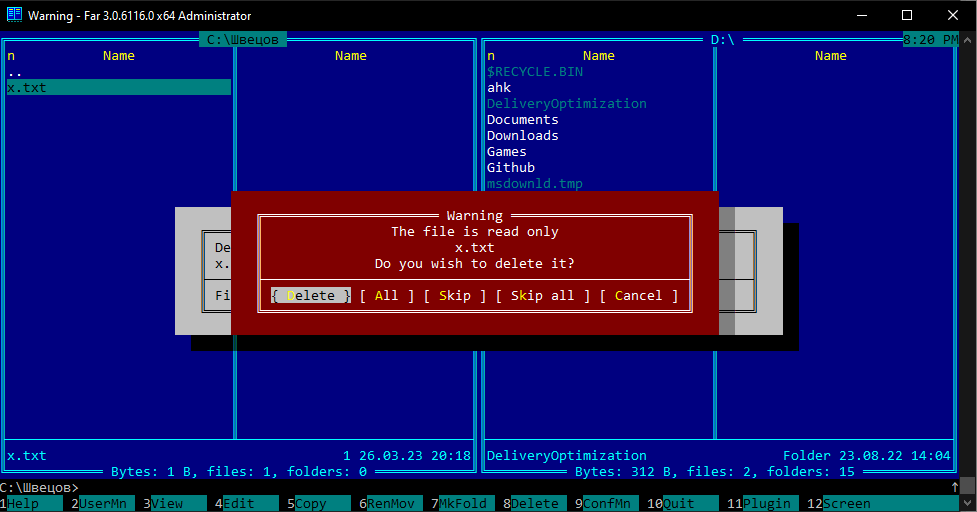 Warning - Far 3.0.6116.0 x64 Administrator
C:\Швецов
D:\
8:20 PM
n Name Name
n Name Name
..
x.txt
$RECYCLE.BIN
ahk
DeliveryOptimization
Documents
Downloads
Games
Github
msdownld.tmp
De
x.
Fi
Warning
The file is read only
x.txt
Do you wish to delete it?
{ Delete } [ All ] [ Skip ] [ Skip all ] [ Cancel ]
x.txt 1 26.03.23 20:18
Bytes: 1 B, files: 1, folders: 0
DeliveryOptimization Folder 23.08.22 14:04
Bytes: 312 B, files: 2, folders: 15
C:\Швецов>
1Help 2UserMn 3View 4Edit 5Copy 6RenMov 7MkFold 8Delete 9ConfMn 10Quit 11Plugin 12Screen